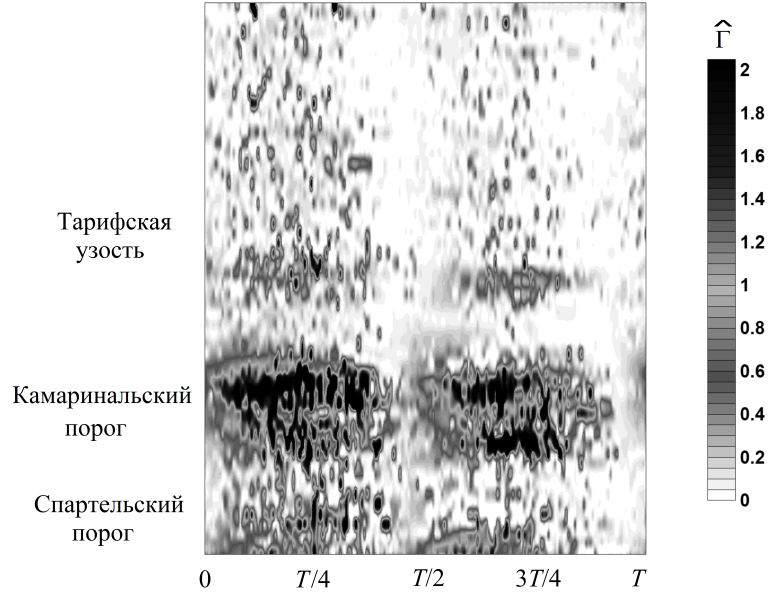 Γ̂
2
1.8
1.6
1.4
1.2
1
0.8
0.6
0.4
0.2
0
Тарифская
узость
Камаринальский
порог
Спартельский
порог
0 T/4 T/2 3T/4 T